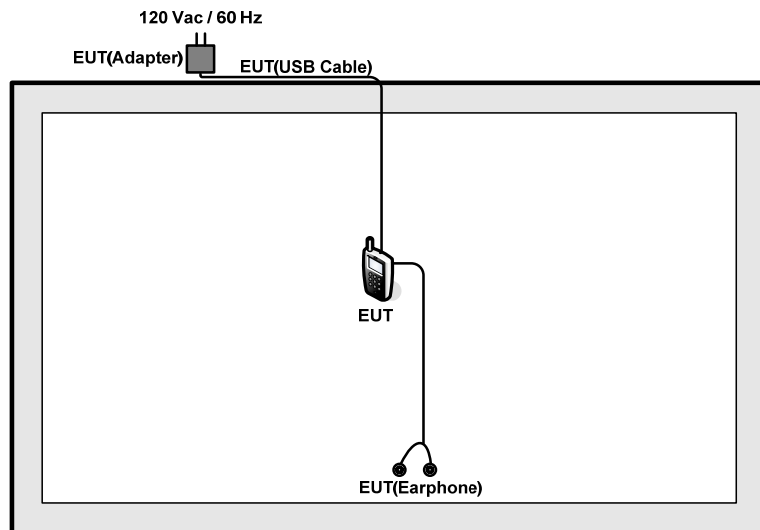 120 Vac / 60 Hz
EUT(Adapter)
EUT(USB Cable)
EUT
EUT(Earphone)